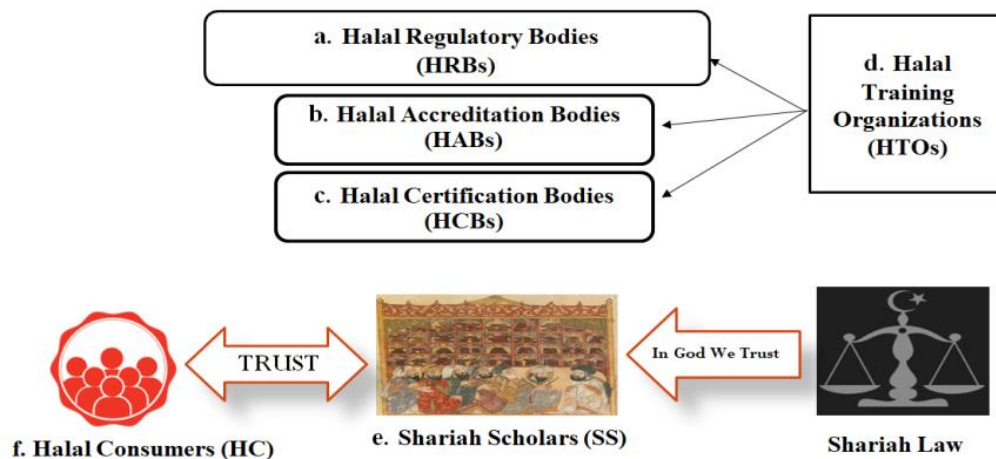 a. Halal Regulatory Bodies
(HRBs)
b. Halal Accreditation Bodies
(HABs)
c. Halal Certification Bodies
(HCBs)
d. Halal
Training
Organizations
(HTOs)
TRUST
In God We Trust
f. Halal Consumers (HC)
e. Shariah Scholars (SS)
Shariah Law